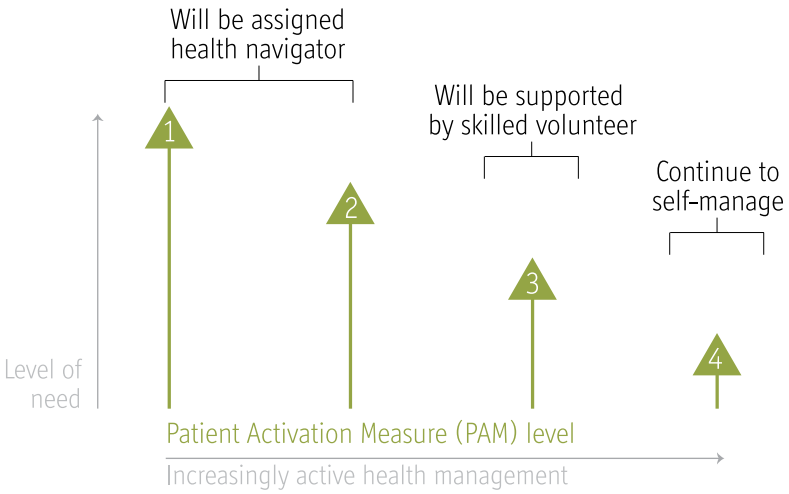 Will be assigned
health navigator
Will be supported
by skilled volunteer
Continue to
self-manage
1
2
3
4
Level of
need
Patient Activation Measure (PAM) level
Increasingly active health management